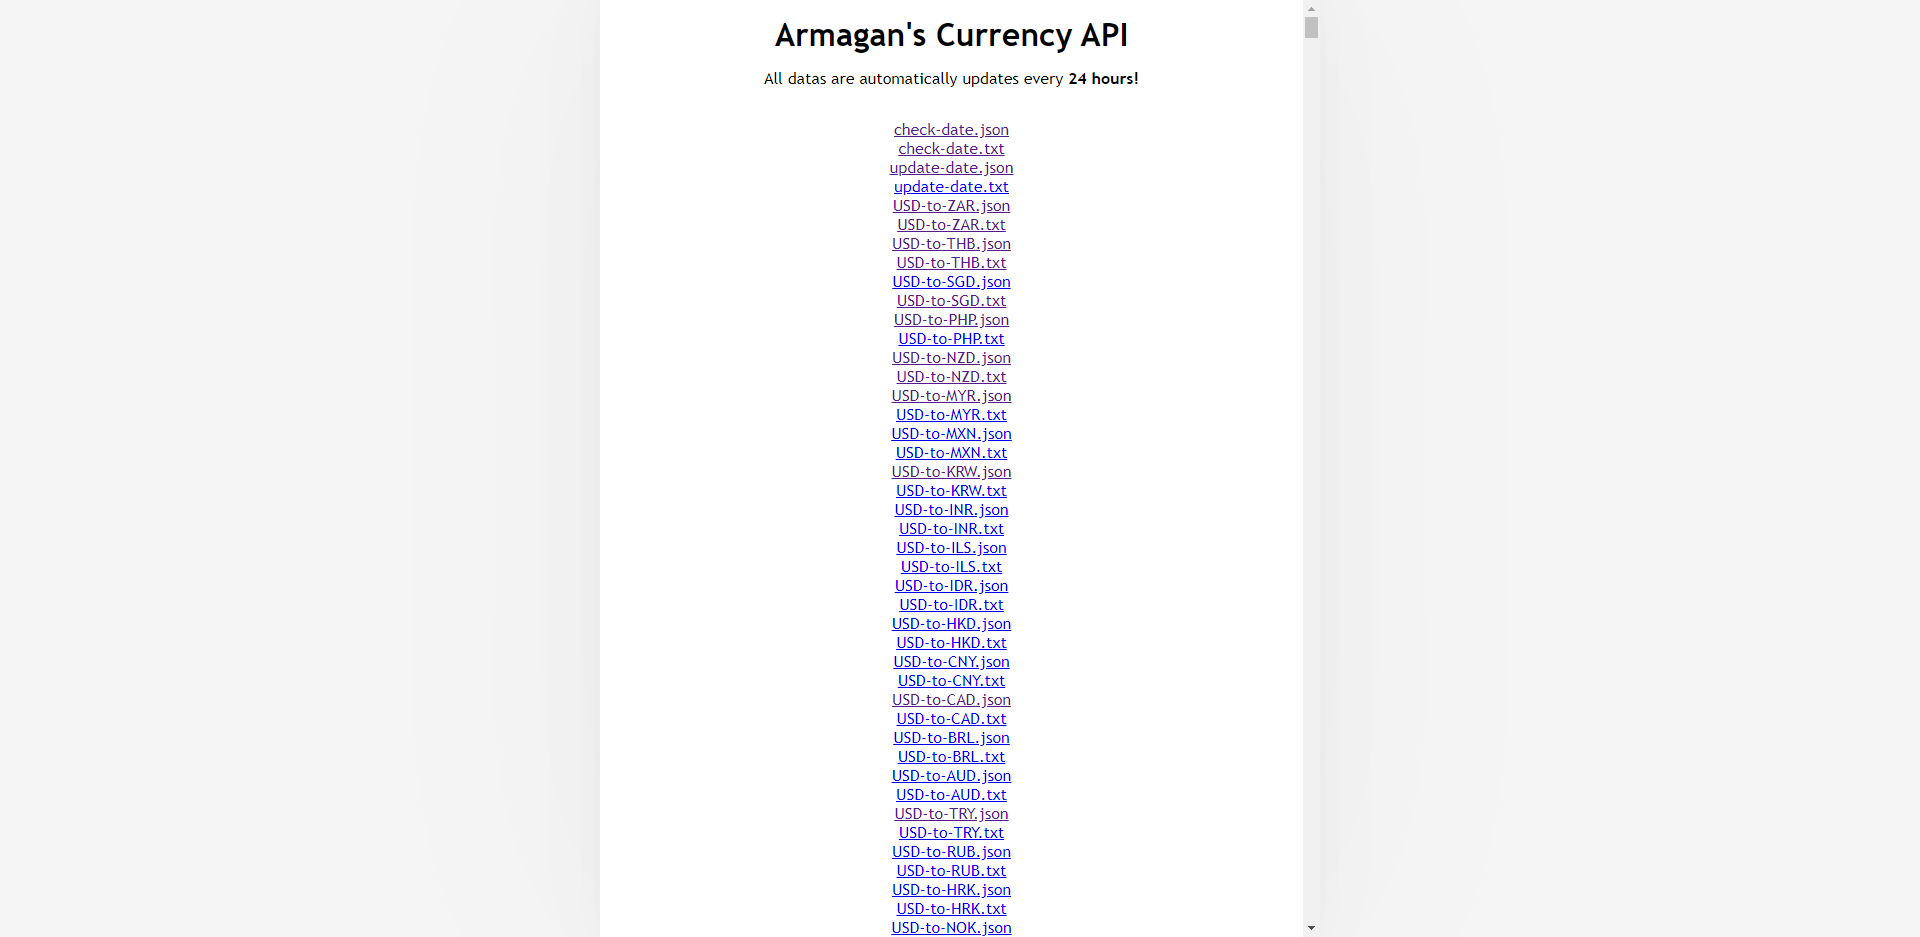 Armagan's Currency API
All datas are automatically updates every 24 hours!
check-date.json
check-date.txt
update-date.json
update-date.txt
USD-to-ZAR.json
USD-to-ZAR.txt
USD-to-THB.json
USD-to-THB.txt
USD-to-SGD.json
USD-to-SGD.txt
USD-to-PHP.json
USD-to-PHP.txt
USD-to-NZD.json
USD-to-NZD.txt
USD-to-MYR.json
USD-to-MYR.txt
USD-to-MXN.json
USD-to-MXN.txt
USD-to-KRW.json
USD-to-KRW.txt
USD-to-INR.json
USD-to-INR.txt
USD-to-ILS.json
USD-to-ILS.txt
USD-to-IDR.json
USD-to-IDR.txt
USD-to-HKD.json
USD-to-HKD.txt
USD-to-CNY.json
USD-to-CNY.txt
USD-to-CAD.json
USD-to-CAD.txt
USD-to-BRL.json
USD-to-BRL.txt
USD-to-AUD.json
USD-to-AUD.txt
USD-to-TRY.json
USD-to-TRY.txt
USD-to-RUB.json
USD-to-RUB.txt
USD-to-HRK.json
USD-to-HRK.txt
USD-to-NOK.json